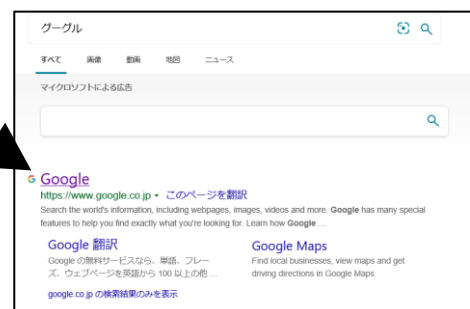 グーグル
すべて 画像 動画 地図 ニュース
マイクロソフトによる広告
Google
https://www.google.co.jp ▾ このページを翻訳
Search the world's information, including webpages, images, videos and more. Google has many special
features to help you find exactly what you're looking for. Learn how Google ...
Google 翻訳
Google の無料サービスなら、単語、フレー
ズ、ウェブページを英語から 100 以上の他 ...
Google Maps
Find local businesses, view maps and get
driving directions in Google Maps.
google.co.jp の検索結果のみを表示